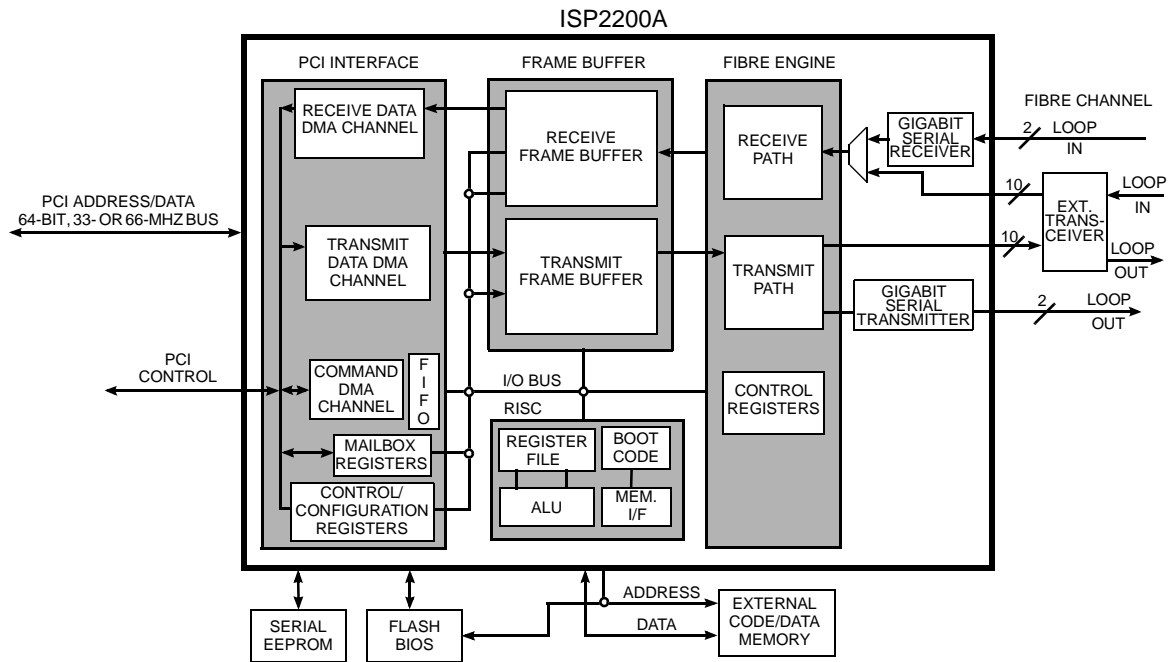 ISP2200A
PCI INTERFACE
FRAME BUFFER
FIBRE ENGINE
FIBRE CHANNEL
RECEIVE DATA
DMA CHANNEL
RECEIVE
FRAME BUFFER
RECEIVE
PATH
GIGABIT
SERIAL
RECEIVER
2
LOOP
IN
PCI ADDRESS/DATA
64-BIT, 33- OR 66-MHZ BUS
10
EXT.
TRANS-
CEIVER
LOOP
IN
TRANSMIT
DATA DMA
CHANNEL
TRANSMIT
FRAME BUFFER
TRANSMIT
PATH
10
LOOP
OUT
GIGABIT
SERIAL
TRANSMITTER
2
LOOP
OUT
PCI
CONTROL
COMMAND
DMA
CHANNEL
F
I
F
O
I/O BUS
CONTROL
REGISTERS
RISC
MAILBOX
REGISTERS
REGISTER
FILE
BOOT
CODE
CONTROL/
CONFIGURATION
REGISTERS
ALU
MEM.
I/F
SERIAL
EEPROM
FLASH
BIOS
ADDRESS
DATA
EXTERNAL
CODE/DATA
MEMORY